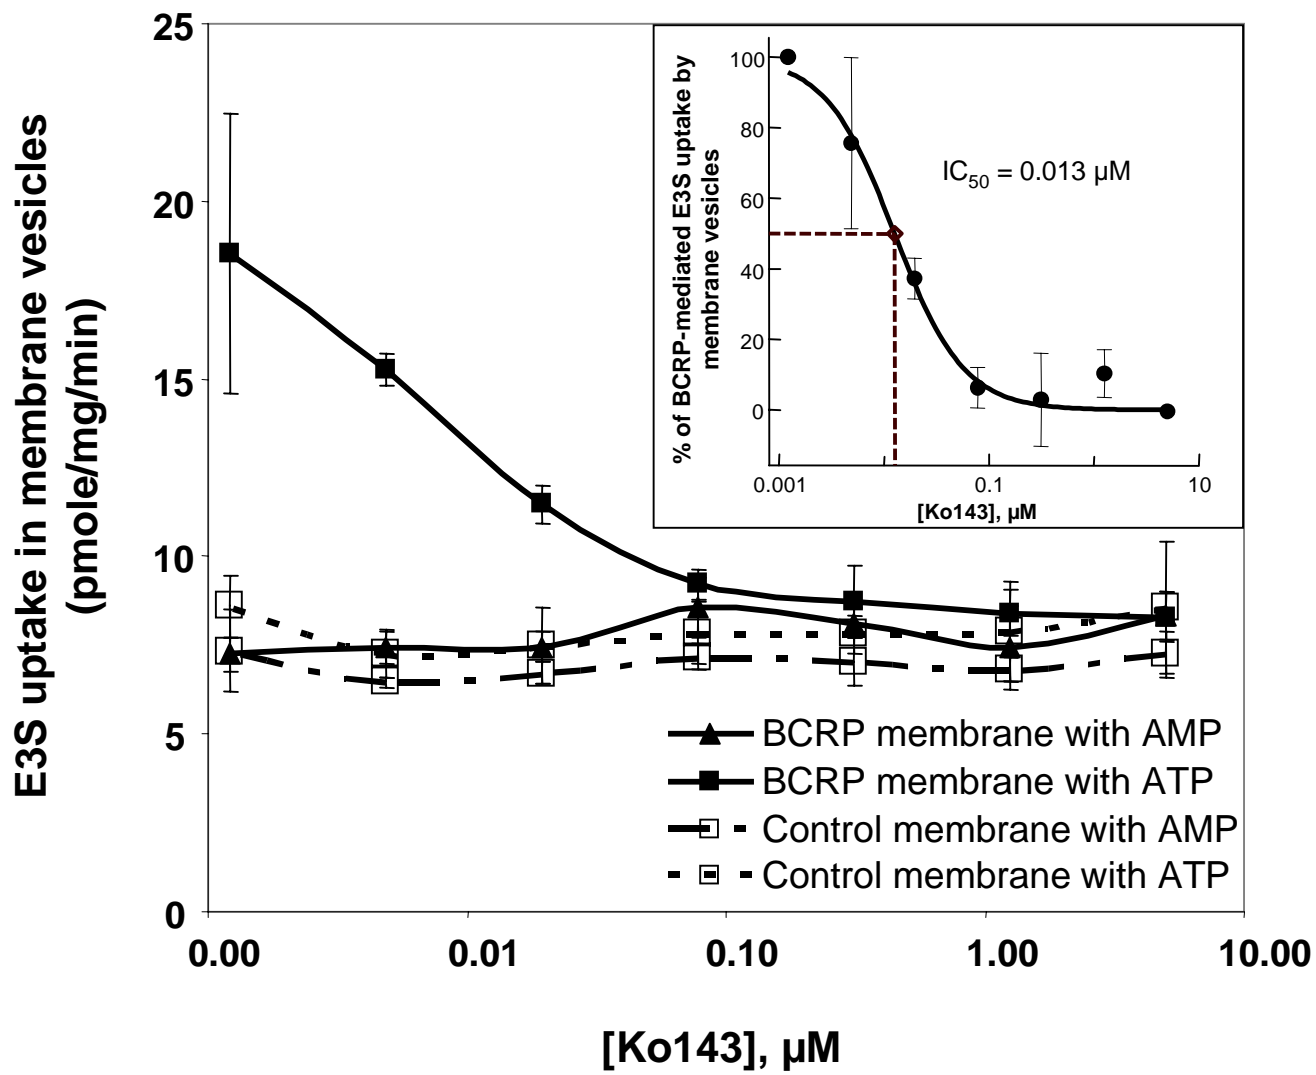 E3S uptake in membrane vesicles
(pmole/mg/min)
25
20
15
10
5
0
0.00
0.01
0.10
1.00
10.00
[Ko143], µM
BCRP membrane with AMP
BCRP membrane with ATP
Control membrane with AMP
Control membrane with ATP
% of BCRP-mediated E3S uptake by
membrane vesicles
100
80
60
40
20
0
IC50 = 0.013 µM
0.001
0.1
10
[Ko143], µM